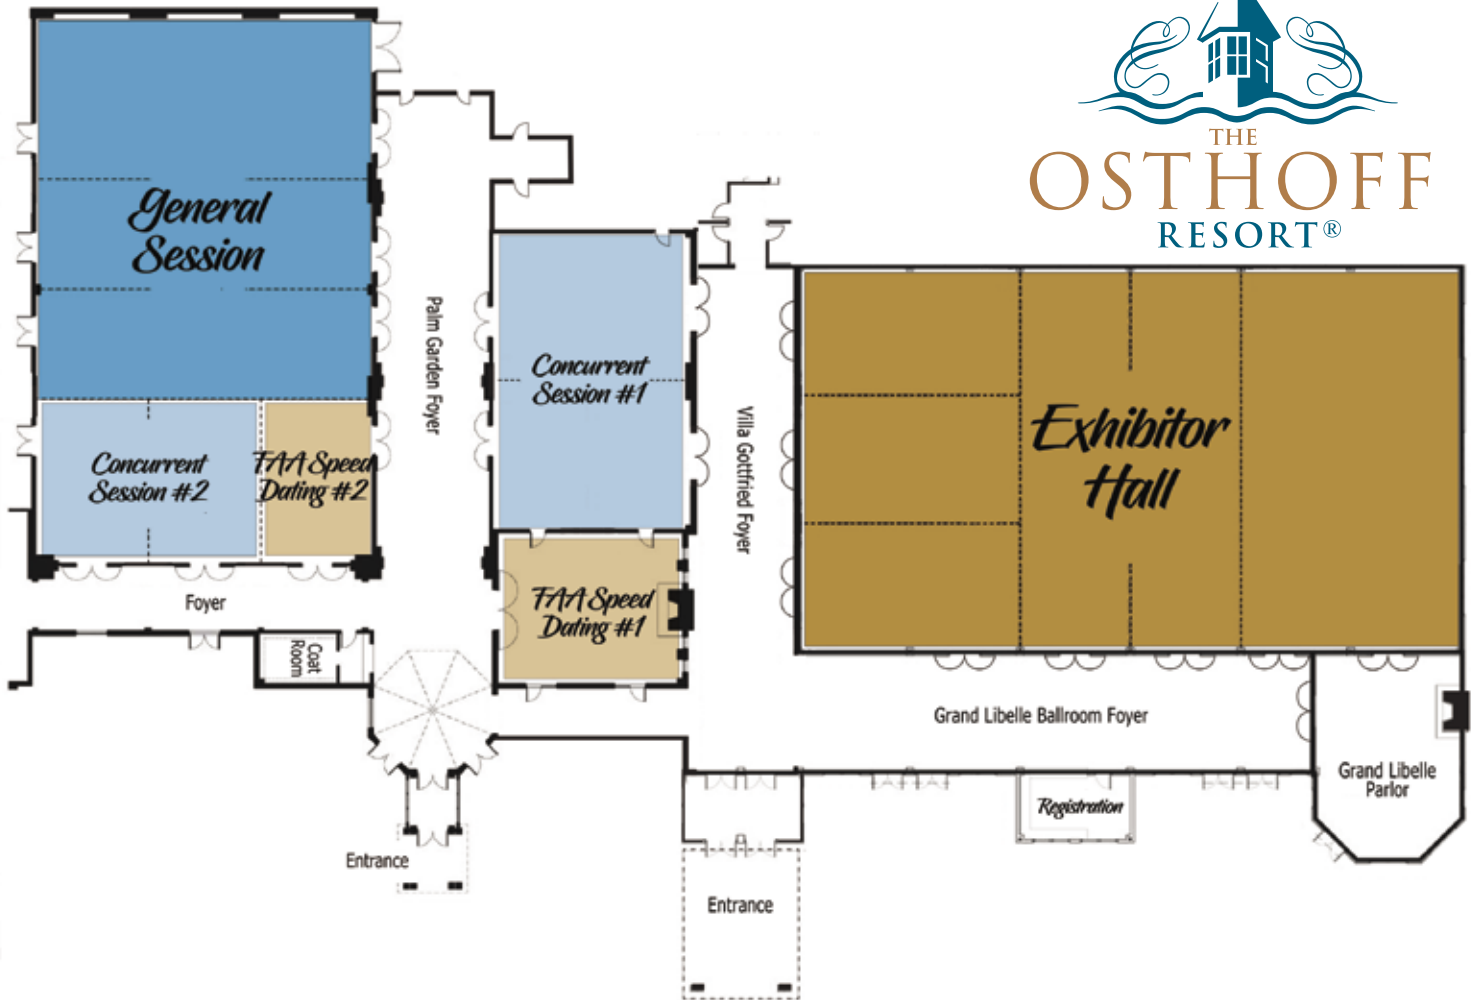 THE
OSTHOFF
RESORT®
General
Session
Palm Garden Foyer
Concurrent
Session #1
Villa Gottfried Foyer
Exhibitor
Hall
Concurrent
Session #2
FAA Speed
Dating #2
Foyer
Coat
Room
FAA Speed
Dating #1
Grand Libelle Ballroom Foyer
Grand Libelle
Parlor
Registration
Entrance
Entrance